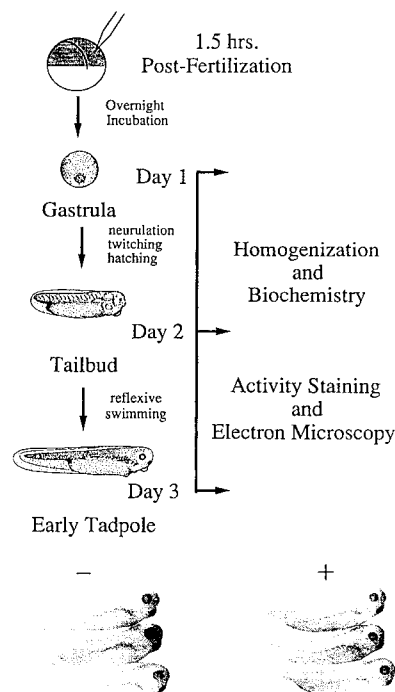 1.5 hrs.
Post-Fertilization
Overnight
Incubation
Day 1
Gastrula
neurulation
twitching
hatching
Homogenization
and
Biochemistry
Day 2
Tailbud
Activity Staining
and
Electron Microscopy
reflexive
swimming
Day 3
Early Tadpole
− +